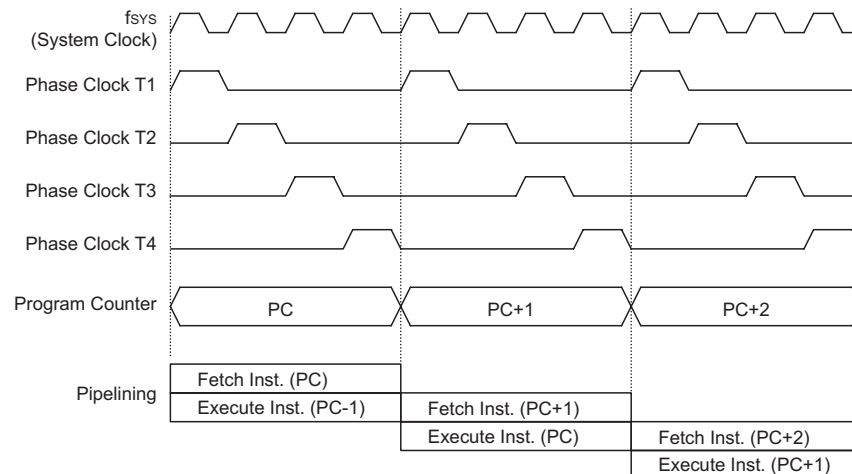 fSYS
(System Clock)
Phase Clock T1
Phase Clock T2
Phase Clock T3
Phase Clock T4
Program Counter
PC
PC+1
PC+2
Pipelining
Fetch Inst. (PC)
Execute Inst. (PC-1)
Fetch Inst. (PC+1)
Execute Inst. (PC)
Fetch Inst. (PC+2)
Execute Inst. (PC+1)